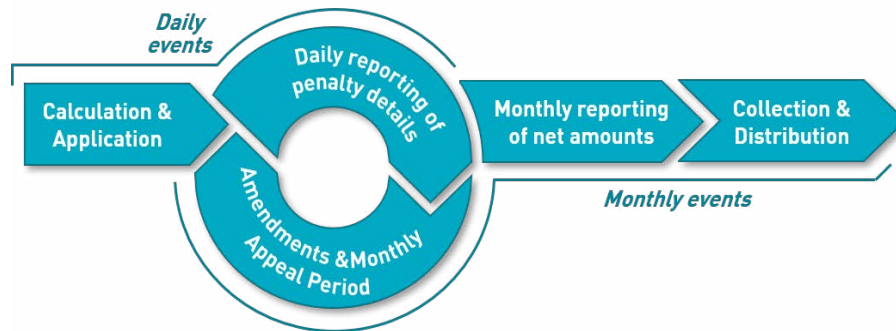 Daily
events
Calculation &
Application
Daily reporting of
penalty details
Amendments &Monthly
Appeal Period
Monthly reporting
of net amounts
Collection &
Distribution
Monthly events